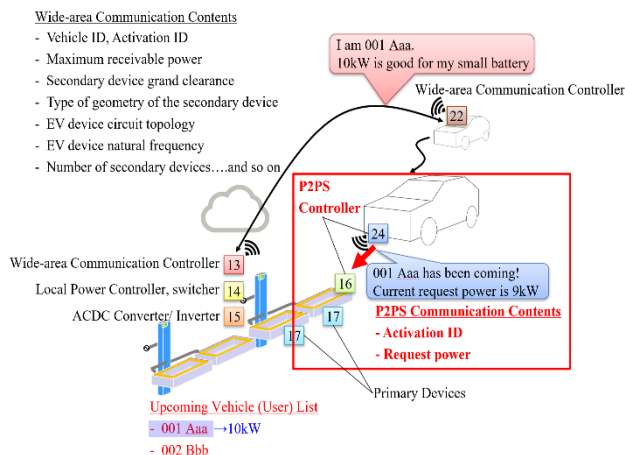 Wide-area Communication Contents
- Vehicle ID, Activation ID
- Maximum receivable power
- Secondary device grand clearance
- Type of geometry of the secondary device
- EV device circuit topology
- EV device natural frequency
- Number of secondary devices….and so on
I am 001 Aaa.
10kW is good for my small battery
Wide-area Communication Controller
22
P2PS
Controller
24
001 Aaa has been coming!
Current request power is 9kW
16
P2PS Communication Contents
- Activation ID
- Request power
Wide-area Communication Controller 13
Local Power Controller, switcher 14
ACDC Converter/ Inverter 15
17
17
Primary Devices
Upcoming Vehicle (User) List
- 001 Aaa →10kW
- 002 Bbb